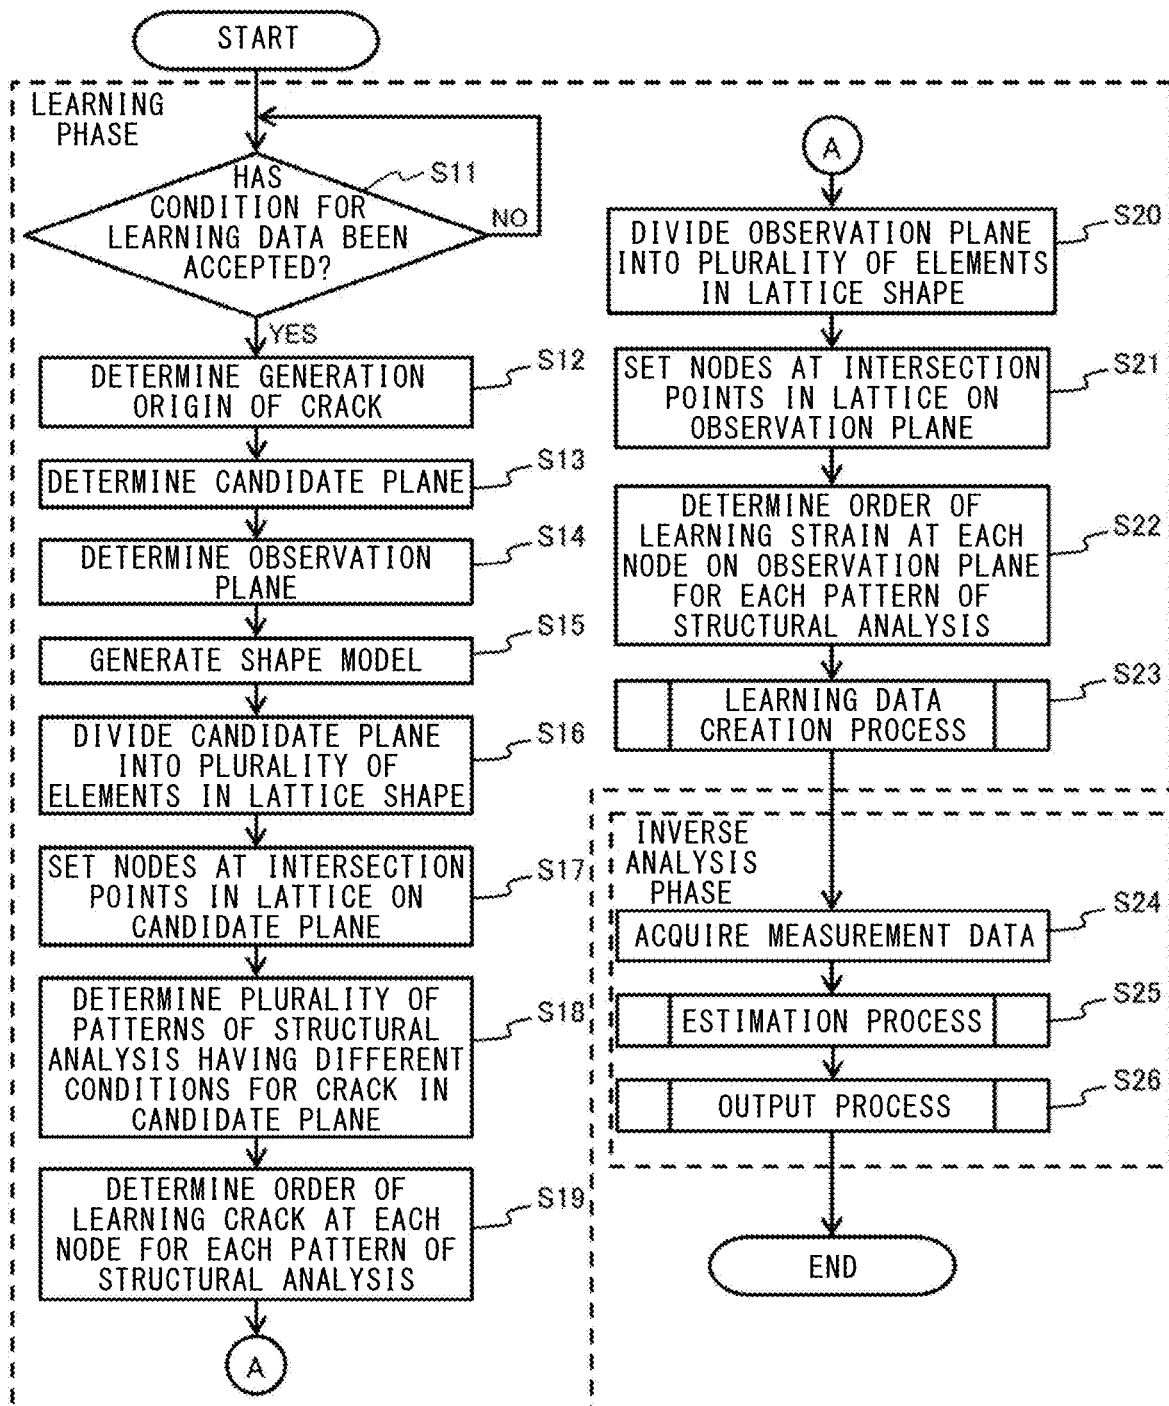 START
LEARNING
PHASE
HAS
CONDITION FOR
LEARNING DATA BEEN
ACCEPTED?
S11
NO
YES
DETERMINE GENERATION
ORIGIN OF CRACK
S12
DETERMINE CANDIDATE PLANE
S13
DETERMINE OBSERVATION
PLANE
S14
GENERATE SHAPE MODEL
S15
DIVIDE CANDIDATE PLANE
INTO PLURALITY OF
ELEMENTS IN LATTICE SHAPE
S16
SET NODES AT INTERSECTION
POINTS IN LATTICE ON
CANDIDATE PLANE
S17
DETERMINE PLURALITY OF
PATTERNS OF STRUCTURAL
ANALYSIS HAVING DIFFERENT
CONDITIONS FOR CRACK IN
CANDIDATE PLANE
S18
DETERMINE ORDER OF
LEARNING CRACK AT EACH
NODE FOR EACH PATTERN OF
STRUCTURAL ANALYSIS
S19
A
A
DIVIDE OBSERVATION PLANE
INTO PLURALITY OF ELEMENTS
IN LATTICE SHAPE
S20
SET NODES AT INTERSECTION
POINTS IN LATTICE ON
OBSERVATION PLANE
S21
DETERMINE ORDER OF
LEARNING STRAIN AT EACH
NODE ON OBSERVATION PLANE
FOR EACH PATTERN OF
STRUCTURAL ANALYSIS
S22
LEARNING DATA
CREATION PROCESS
S23
INVERSE
ANALYSIS
PHASE
ACQUIRE MEASUREMENT DATA
S24
ESTIMATION PROCESS
S25
OUTPUT PROCESS
S26
END